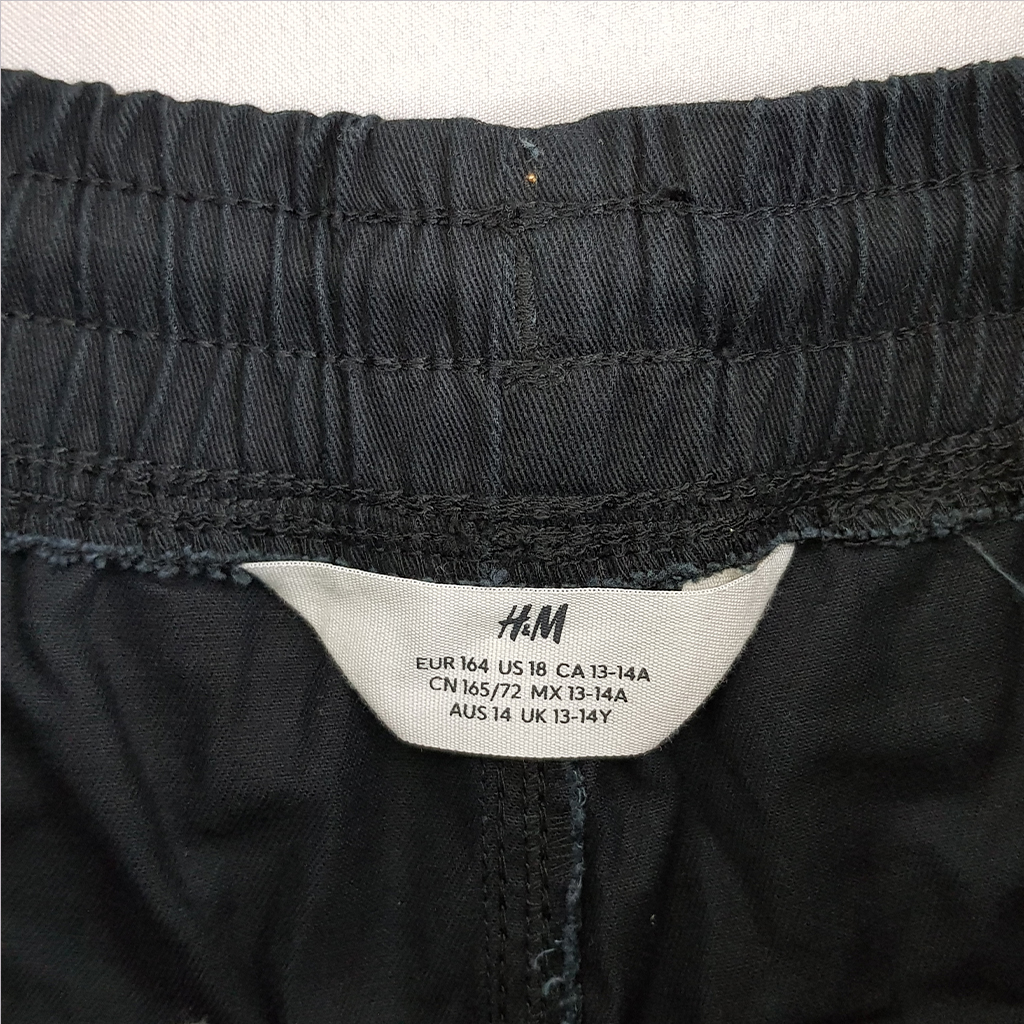 H&M
EUR 164 US 18 CA 13-14A
CN 165/72 MX 13-14A
AUS 14 UK 13-14Y